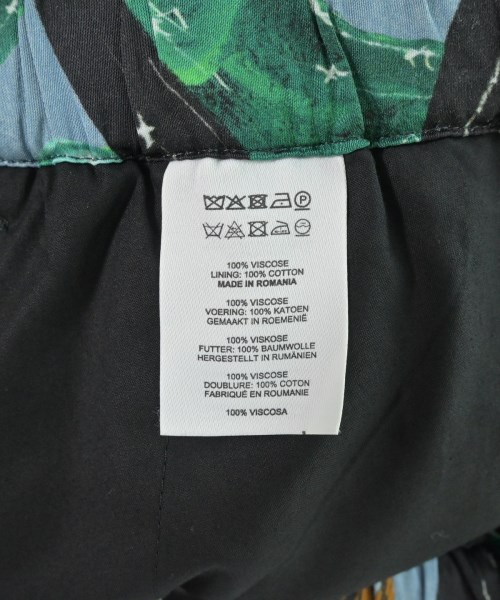 P
100% VISCOSE
LINING: 100% COTTON
MADE IN ROMANIA
100% VISCOSE
VOERING: 100% KATOEN
GEMAAKT IN ROEMENIË
100% VISKOSE
FUTTER: 100% BAUMWOLLE
HERGESTELLT IN RUMÄNIEN
100% VISCOSE
DOUBLURE: 100% COTON
FABRIQUÉ EN ROUMANIE
100% VISCOSA